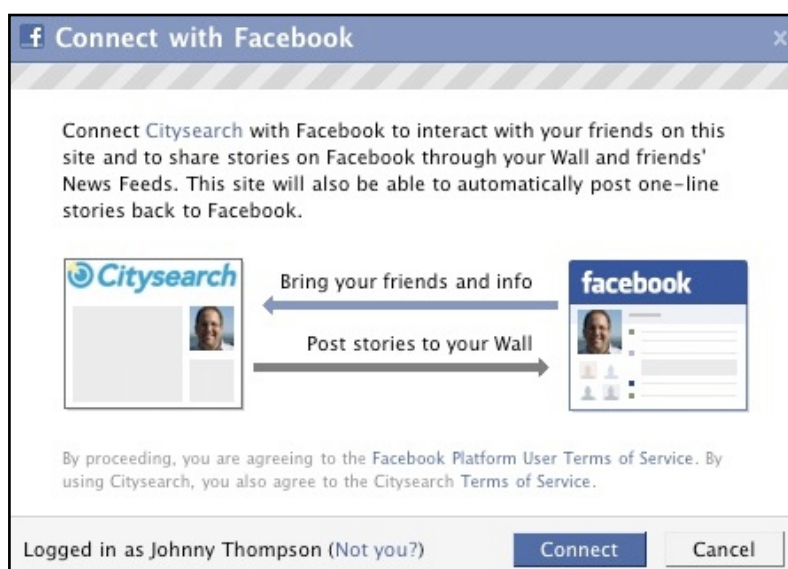 f Connect with Facebook x
Connect Citysearch with Facebook to interact with your friends on this
site and to share stories on Facebook through your Wall and friends'
News Feeds. This site will also be able to automatically post one-line
stories back to Facebook.
Citysearch
Bring your friends and info
facebook
Post stories to your Wall
By proceeding, you are agreeing to the Facebook Platform User Terms of Service. By
using Citysearch, you also agree to the Citysearch Terms of Service.
Logged in as Johnny Thompson (Not you?) Connect Cancel